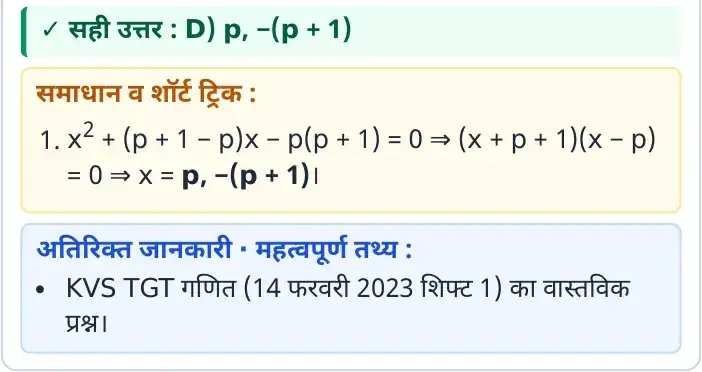 ✓ सही उत्तर : D) p, −(p + 1)
समाधान व शॉर्ट ट्रिक :
1. x² + (p + 1 − p)x − p(p + 1) = 0 ⇒ (x + p + 1)(x − p)
= 0 ⇒ x = p, −(p + 1)।
अतिरिक्त जानकारी · महत्वपूर्ण तथ्य :
• KVS TGT गणित (14 फरवरी 2023 शिफ्ट 1) का वास्तविक
प्रश्न।